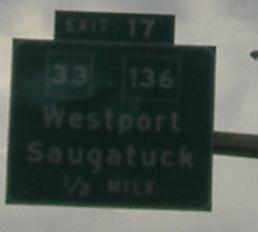 EXIT 17
33 136
Westport
Saugatuck
½ MILE